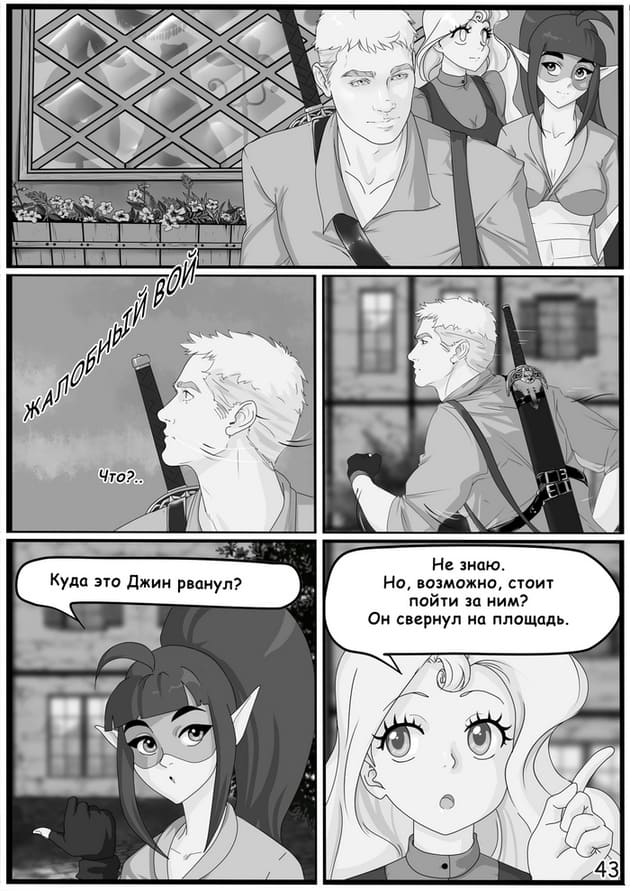 ЖАЛОБНЫЙ ВОЙ
Что?..
Куда это Джин рванул?
Не знаю.
Но, возможно, стоит
пойти за ним?
Он свернул на площадь.
43